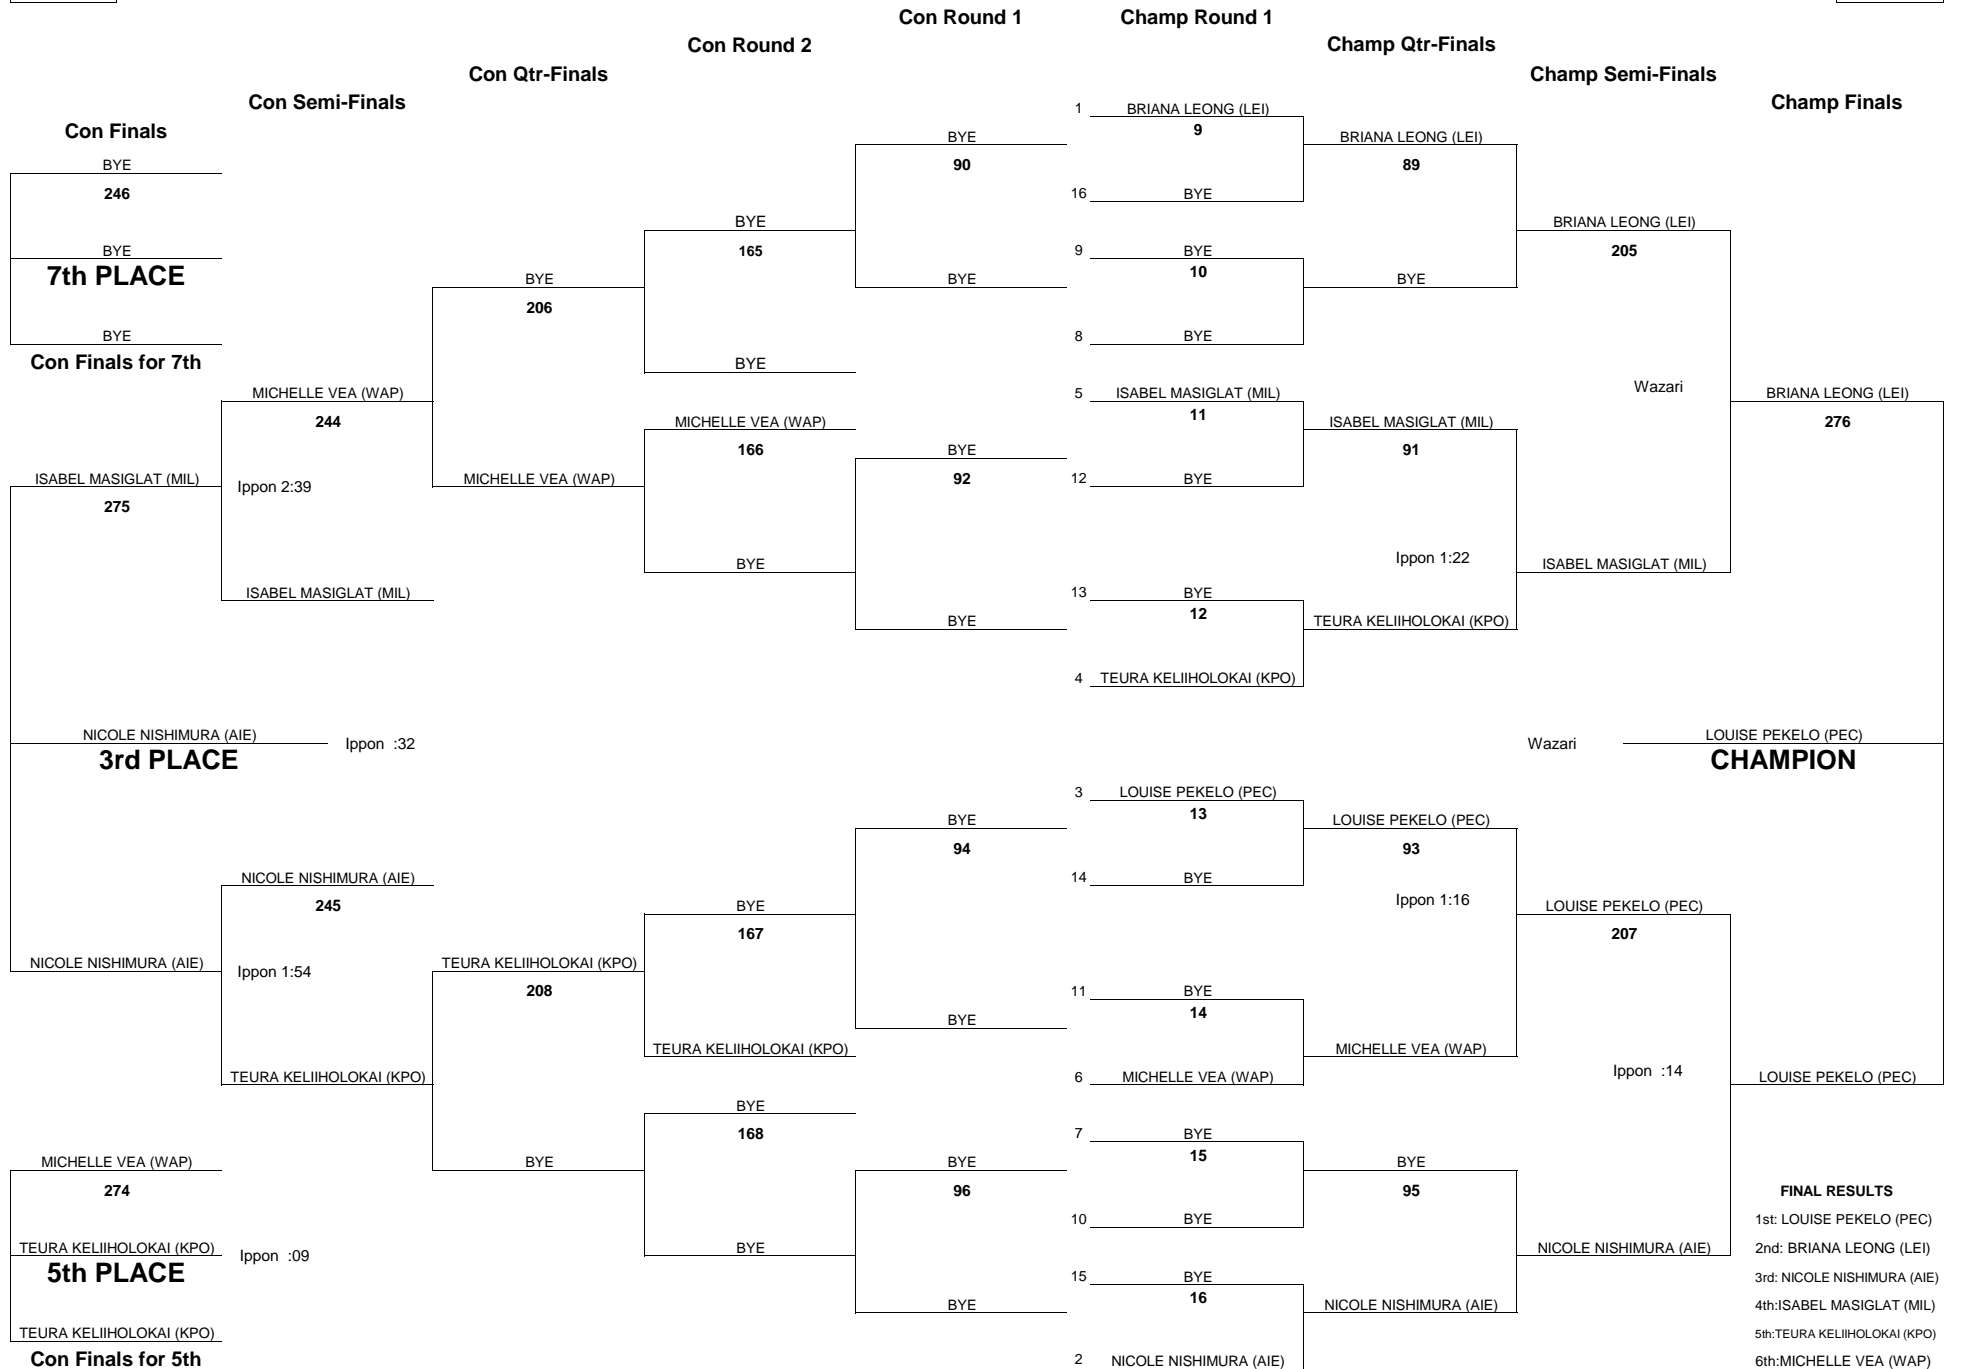 Con Round 1 Champ Round 1
Con Round 2 Champ Qtr-Finals
Con Qtr-Finals Champ Semi-Finals
Con Semi-Finals Champ Finals
1 BRIANA LEONG (LEI)
Con Finals 9
BYE BRIANA LEONG (LEI)
BYE 90 89
246 16 BYE
BYE BRIANA LEONG (LEI)
BYE 165 9 BYE 205
7th PLACE 10
BYE BYE BYE
206
BYE 8 BYE
Con Finals for 7th BYE
MICHELLE VEA (WAP) 5 ISABEL MASIGLAT (MIL) Wazari BRIANA LEONG (LEI)
244 MICHELLE VEA (WAP) 11 ISABEL MASIGLAT (MIL) 276
166 BYE 91
ISABEL MASIGLAT (MIL) Ippon 2:39 MICHELLE VEA (WAP) 92 12 BYE
275
BYE Ippon 1:22 ISABEL MASIGLAT (MIL)
ISABEL MASIGLAT (MIL) 13 BYE
BYE 12 TEURA KELIIHOLOKAI (KPO)
4 TEURA KELIIHOLOKAI (KPO)
NICOLE NISHIMURA (AIE) Ippon :32 Wazari LOUISE PEKELO (PEC)
3rd PLACE CHAMPION
3 LOUISE PEKELO (PEC)
BYE 13 LOUISE PEKELO (PEC)
94 93
NICOLE NISHIMURA (AIE) 14 BYE
245 BYE Ippon 1:16 LOUISE PEKELO (PEC)
167 207
NICOLE NISHIMURA (AIE) Ippon 1:54 TEURA KELIIHOLOKAI (KPO)
208 11 BYE
BYE 14
TEURA KELIIHOLOKAI (KPO) MICHELLE VEA (WAP)
TEURA KELIIHOLOKAI (KPO) 6 MICHELLE VEA (WAP) Ippon :14 LOUISE PEKELO (PEC)
BYE
168 7 BYE
MICHELLE VEA (WAP) BYE BYE 15 BYE
274 96 95 FINAL RESULTS
10 BYE 1st: LOUISE PEKELO (PEC)
TEURA KELIIHOLOKAI (KPO) Ippon :09 BYE NICOLE NISHIMURA (AIE) 2nd: BRIANA LEONG (LEI)
5th PLACE 15 BYE 3rd: NICOLE NISHIMURA (AIE)
BYE 16 NICOLE NISHIMURA (AIE) 4th:ISABEL MASIGLAT (MIL)
TEURA KELIIHOLOKAI (KPO) 5th:TEURA KELIIHOLOKAI (KPO)
Con Finals for 5th 2 NICOLE NISHIMURA (AIE) 6th:MICHELLE VEA (WAP)